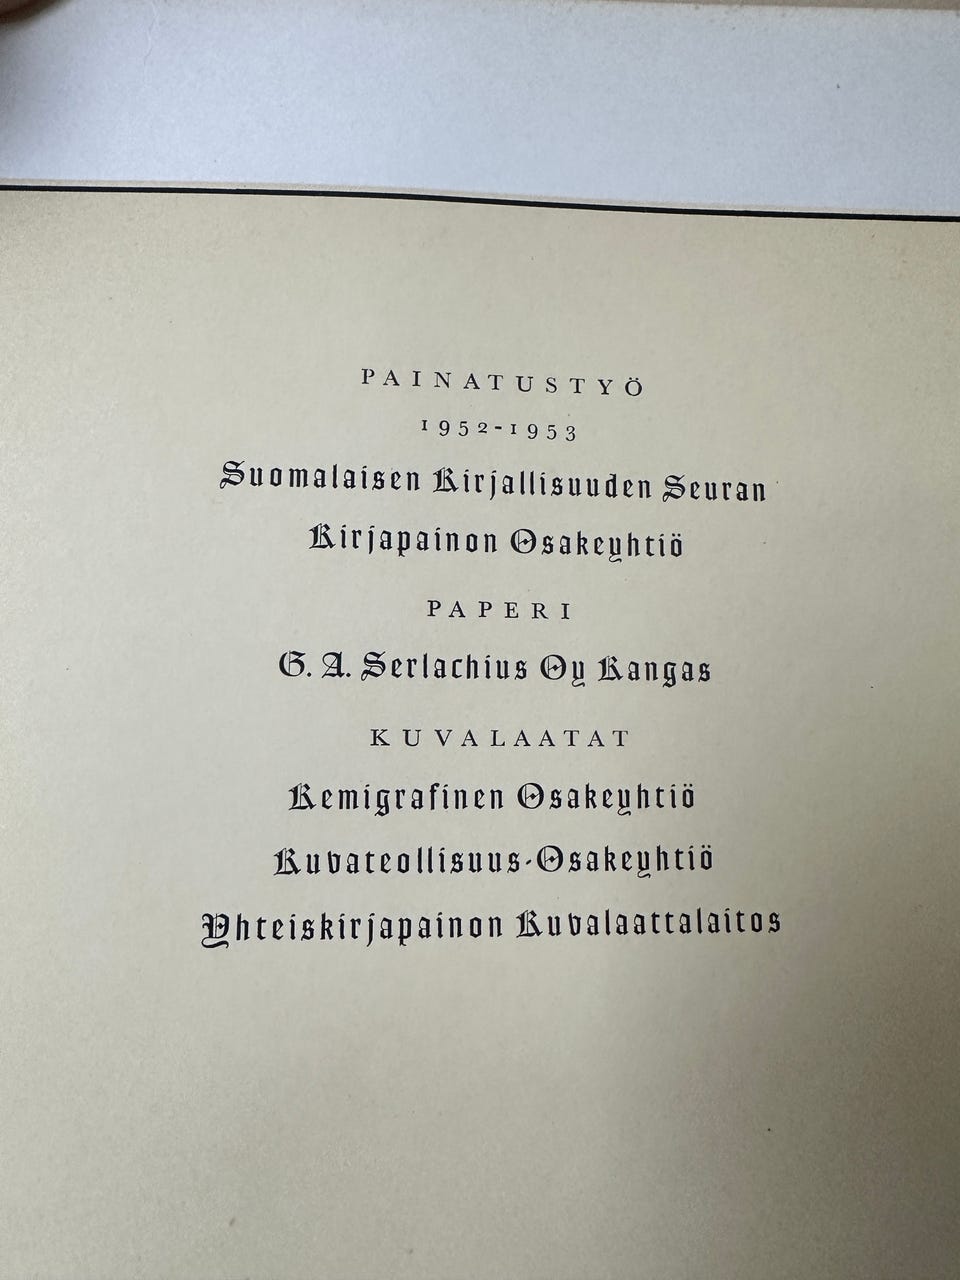 PAINATUSTYÖ
1952-1953
Suomalaisen Kirjallisuuden Seuran
Kirjapainon Osakeyhtiö
PAPERI
G. A. Serlachius Oy Kangas
KUVALAATAT
Kemigrafinen Osakeyhtiö
Kuvateollisuus-Osakeyhtiö
Yhteiskirjapainon Kuvalaattalaitos